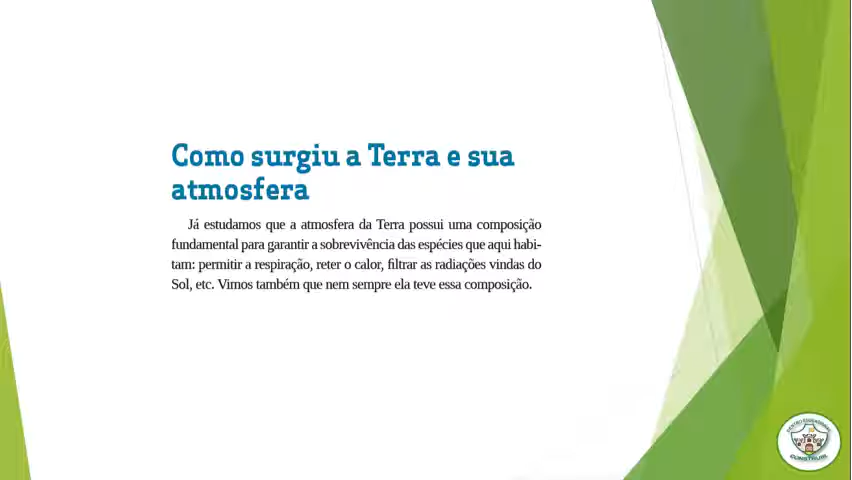 Como surgiu a Terra e sua
atmosfera
Já estudamos que a atmosfera da Terra possui uma composição
fundamental para garantir a sobrevivência das espécies que aqui habi-
tam: permitir a respiração, reter o calor, filtrar as radiações vindas do
Sol, etc. Vimos também que nem sempre ela teve essa composição.
CONSTRUIR